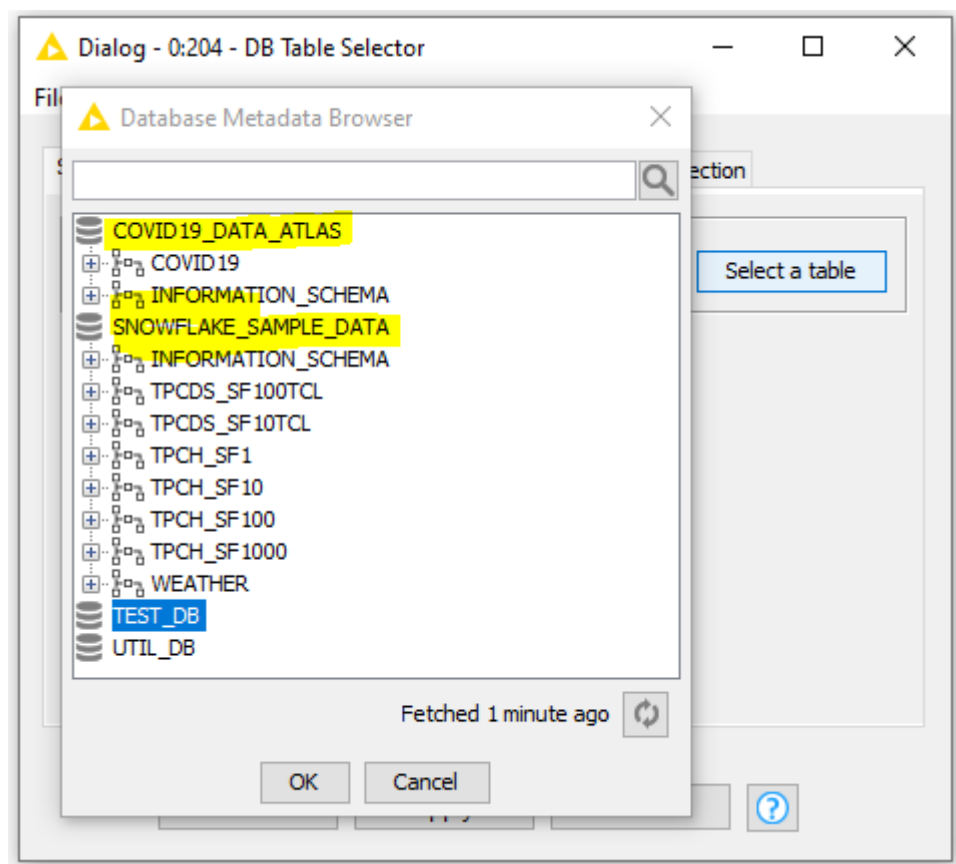 Dialog - 0:204 - DB Table Selector
Database Metadata Browser
ection
COVID19_DATA_ATLAS
COVID19
Select a table
INFORMATION_SCHEMA
SNOWFLAKE_SAMPLE_DATA
INFORMATION_SCHEMA
TPCDS_SF100TCL
TPCDS_SF10TCL
TPCH_SF1
TPCH_SF10
TPCH_SF100
TPCH_SF1000
WEATHER
TEST_DB
UTIL_DB
Fetched 1 minute ago
OK Cancel
?